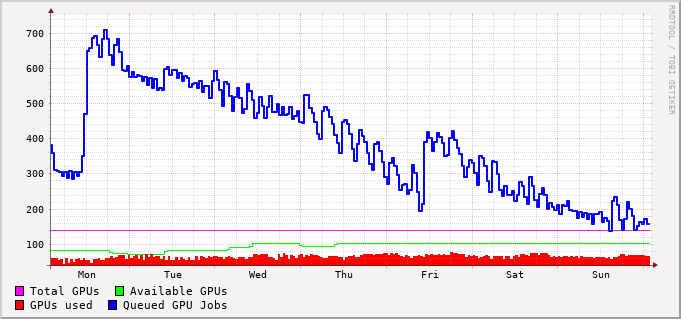 RRDTOOL / TOBI OETIKER
700
600
500
400
300
200
100
Mon Tue Wed Thu Fri Sat Sun
Total GPUs Available GPUs
GPUs used Queued GPU Jobs